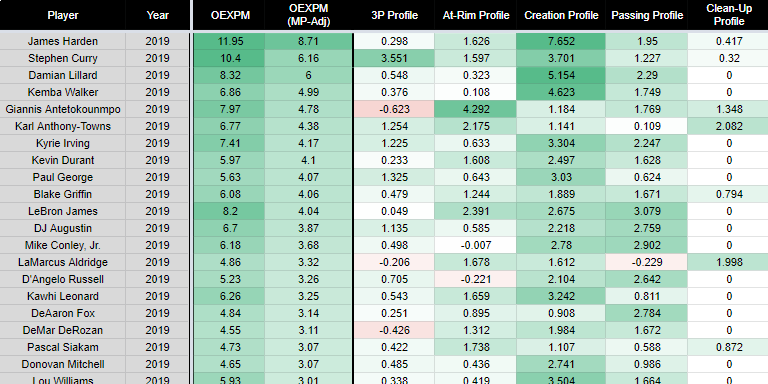 Player Year OEXPM OEXPM (MP-Adj) 3P Profile At-Rim Profile Creation Profile Passing Profile Clean-Up Profile
James Harden 2019 11.95 8.71 0.298 1.626 7.652 1.95 0.417
Stephen Curry 2019 10.4 6.16 3.551 1.597 3.701 1.227 0.32
Damian Lillard 2019 8.32 6 0.548 0.323 5.154 2.29 0
Kemba Walker 2019 6.86 4.99 0.376 0.108 4.623 1.749 0
Giannis Antetokounmpo 2019 7.97 4.78 -0.623 4.292 1.184 1.769 1.348
Karl Anthony-Towns 2019 6.77 4.38 1.254 2.175 1.141 0.109 2.082
Kyrie Irving 2019 7.41 4.17 1.225 0.633 3.304 2.247 0
Kevin Durant 2019 5.97 4.1 0.233 1.608 2.497 1.628 0
Paul George 2019 5.63 4.07 1.325 0.643 3.03 0.624 0
Blake Griffin 2019 6.08 4.06 0.479 1.244 1.889 1.671 0.794
LeBron James 2019 8.2 4.04 0.049 2.391 2.675 3.079 0
DJ Augustin 2019 6.7 3.87 1.135 0.585 2.218 2.759 0
Mike Conley, Jr. 2019 6.18 3.68 0.498 -0.007 2.78 2.902 0
LaMarcus Aldridge 2019 4.86 3.32 -0.206 1.678 1.612 -0.229 1.998
D'Angelo Russell 2019 5.23 3.26 0.705 -0.221 2.104 2.642 0
Kawhi Leonard 2019 6.26 3.25 0.543 1.659 3.242 0.811 0
DeAaron Fox 2019 4.84 3.14 0.251 0.895 0.908 2.784 0
DeMar DeRozan 2019 4.55 3.11 -0.426 1.312 1.984 1.672 0
Pascal Siakam 2019 4.73 3.07 0.422 1.738 1.107 0.588 0.872
Donovan Mitchell 2019 4.65 3.07 0.485 0.436 2.741 0.986 0
Lou Williams 2019 5.93 3.01 0.338 0.419 3.504 1.664 0